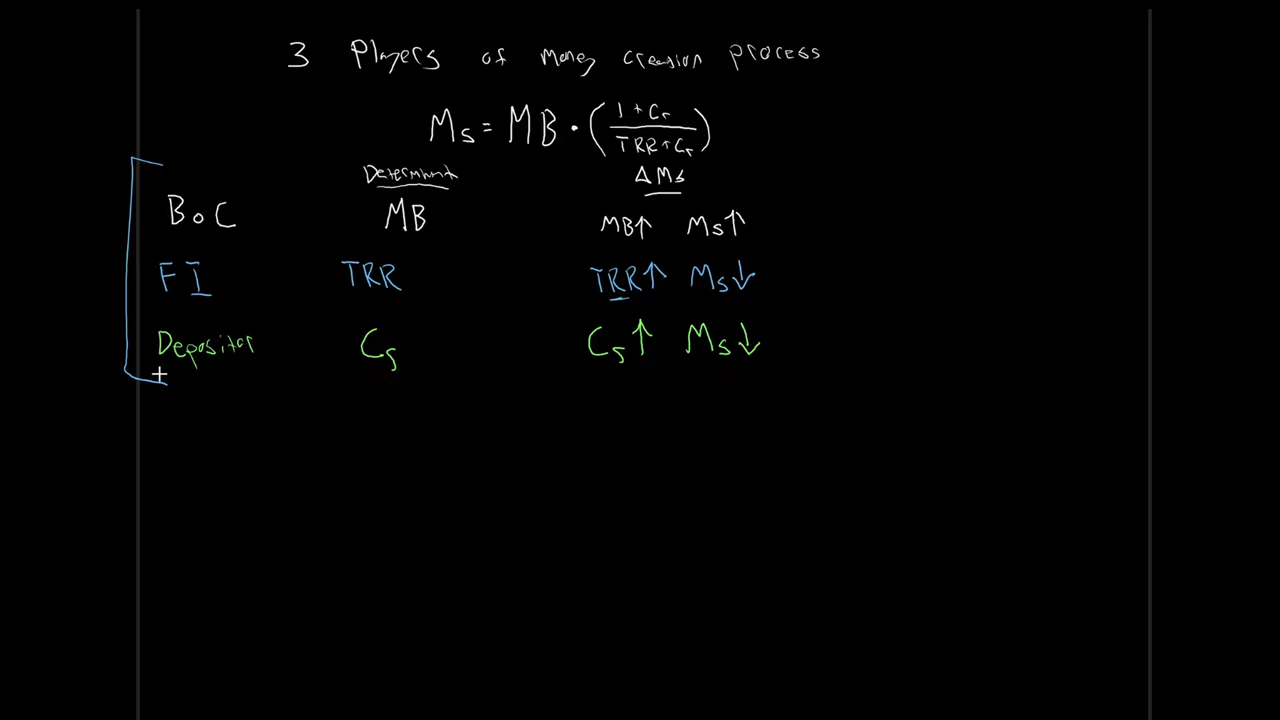 3 Players of money creation process
Ms = MB · (1 + Cr / TRR + Cr)
Determinant ΔMs
BoC MB MB↑ Ms↑
FI TRR TRR↑ Ms↓
Depositor Cr Cr↑ Ms↓